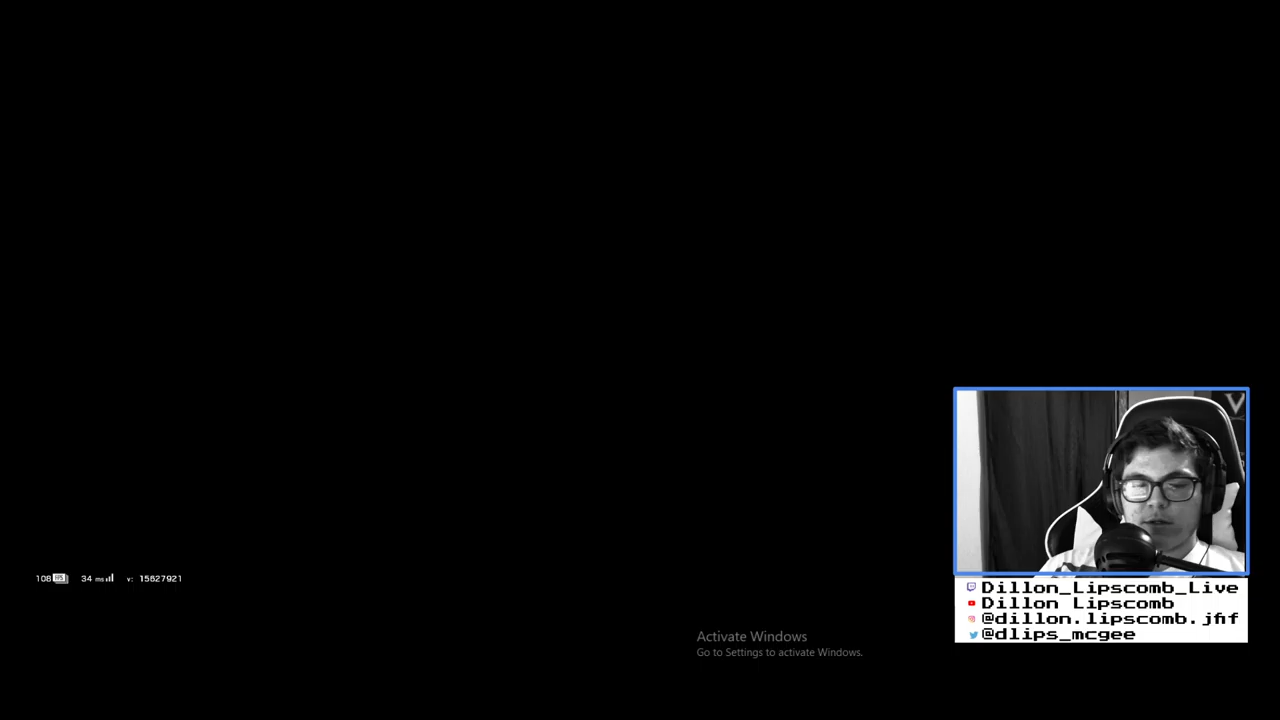 108 FPS 34 ms v: 15827921
Activate Windows
Go to Settings to activate Windows.
V
Dillon_Lipscomb_Live
Dillon Lipscomb
@dillon.lipscomb.jfif
@dlips_mcgee